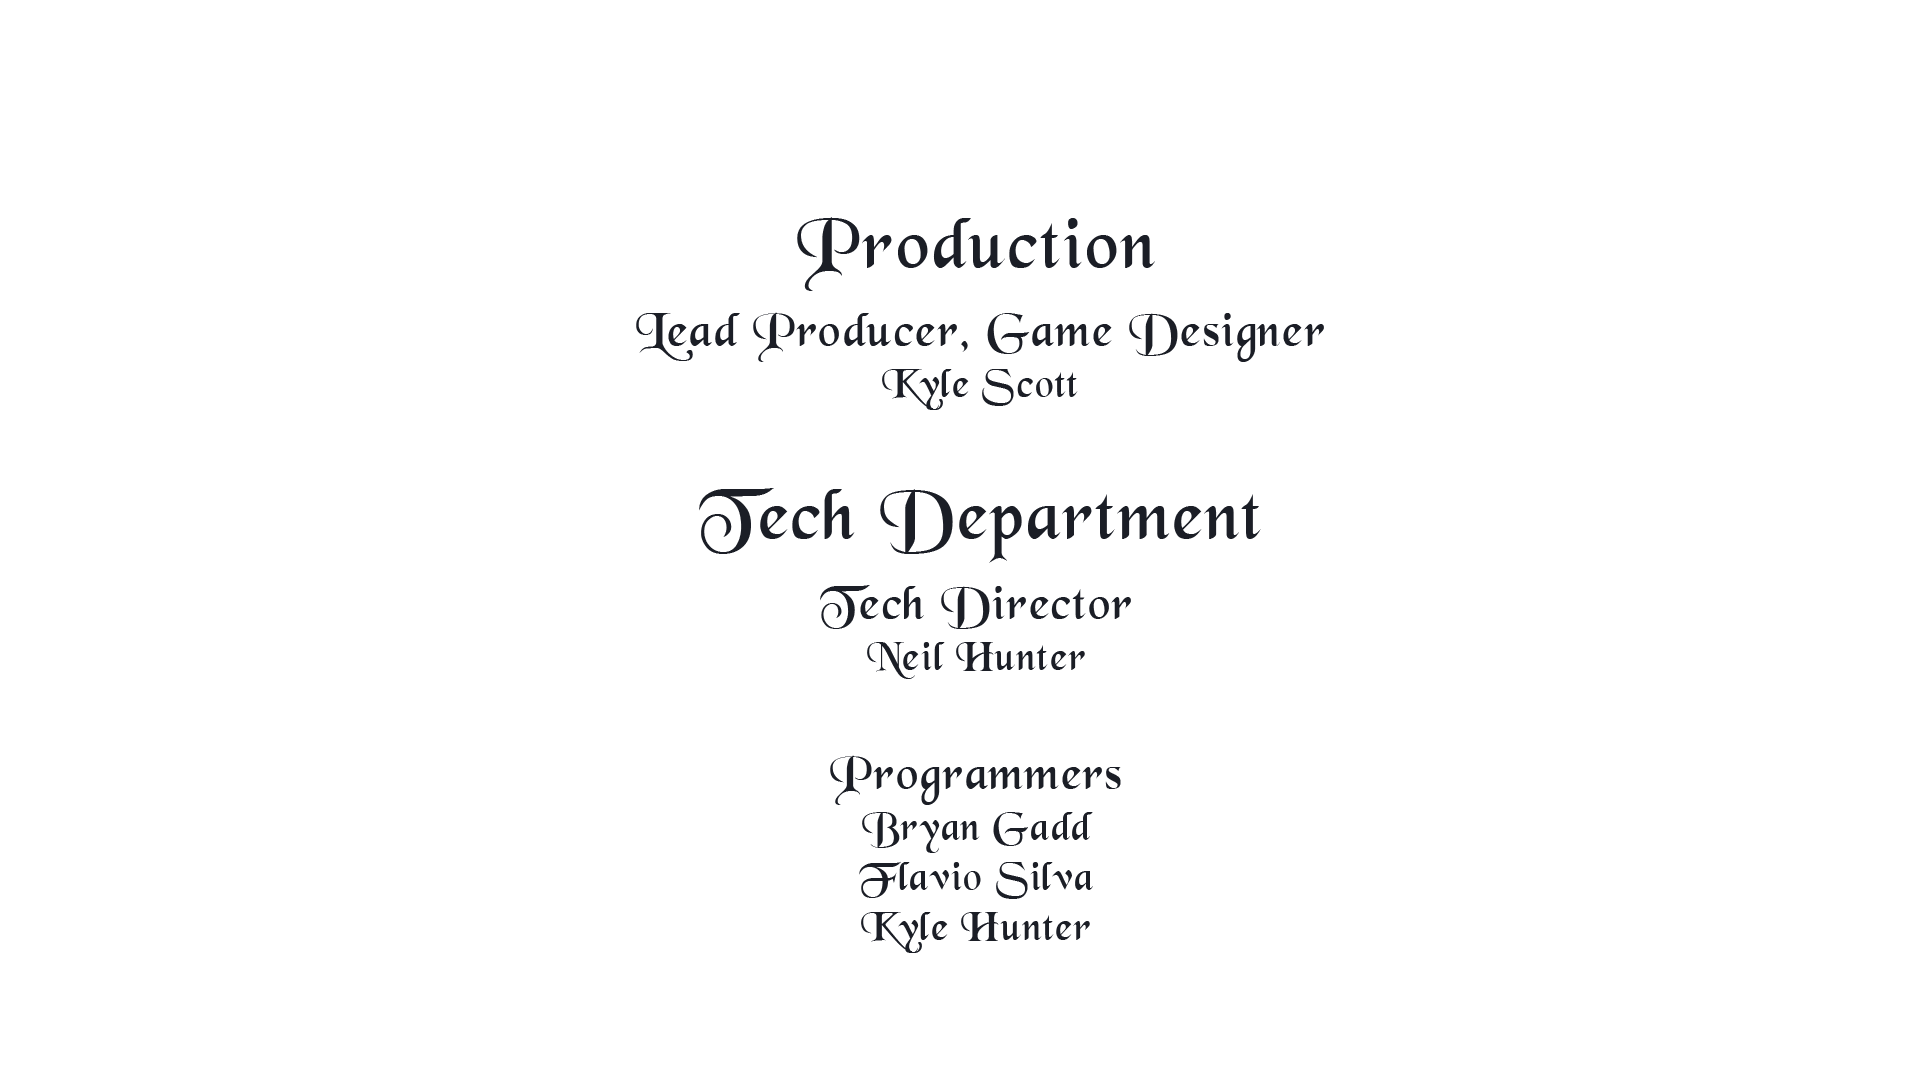 Production
Lead Producer, Game Designer
Kyle Scott
Tech Department
Tech Director
Neil Hunter
Programmers
Bryan Gadd
Flavio Silva
Kyle Hunter